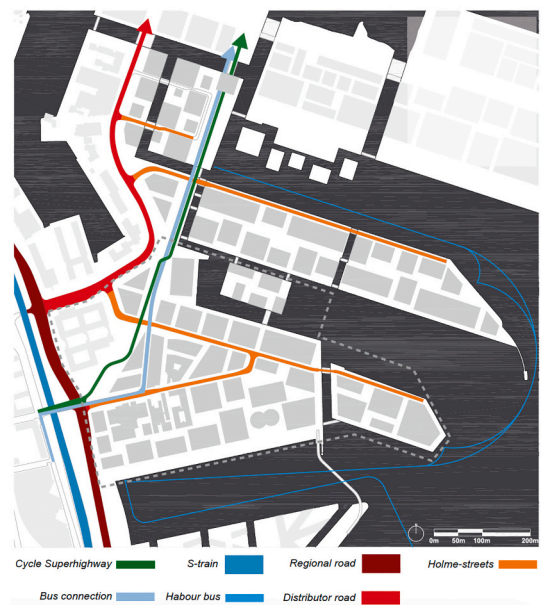 0m 50m 100m 200m
Cycle Superhighway S-train Regional road Holme-streets
Bus connection Habour bus Distributor road